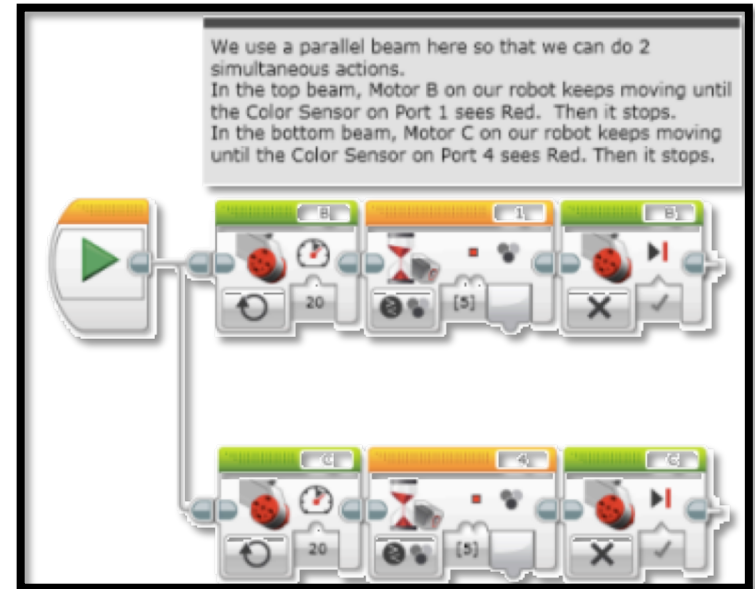 We use a parallel beam here so that we can do 2
simultaneous actions.
In the top beam, Motor B on our robot keeps moving until
the Color Sensor on Port 1 sees Red.  Then it stops.
In the bottom beam, Motor C on our robot keeps moving
until the Color Sensor on Port 4 sees Red. Then it stops.
B 1 B
20 [5]
C 4 C
20 [5]